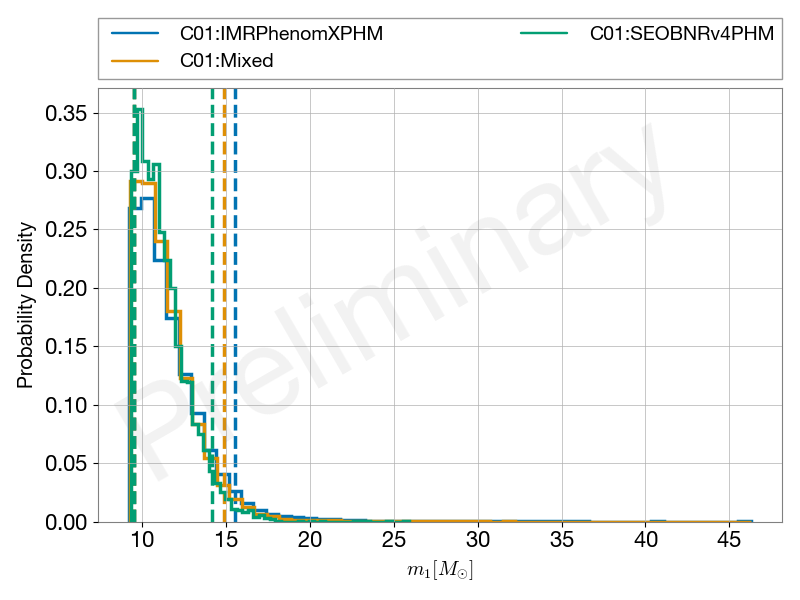 C01:IMRPhenomXPHM
C01:Mixed
C01:SEOBNRv4PHM
0.35
0.30
0.25
0.20
0.15
0.10
0.05
0.00
Probability Density
Preliminary
10 15 20 25 30 35 40 45
m₁[M⊙]